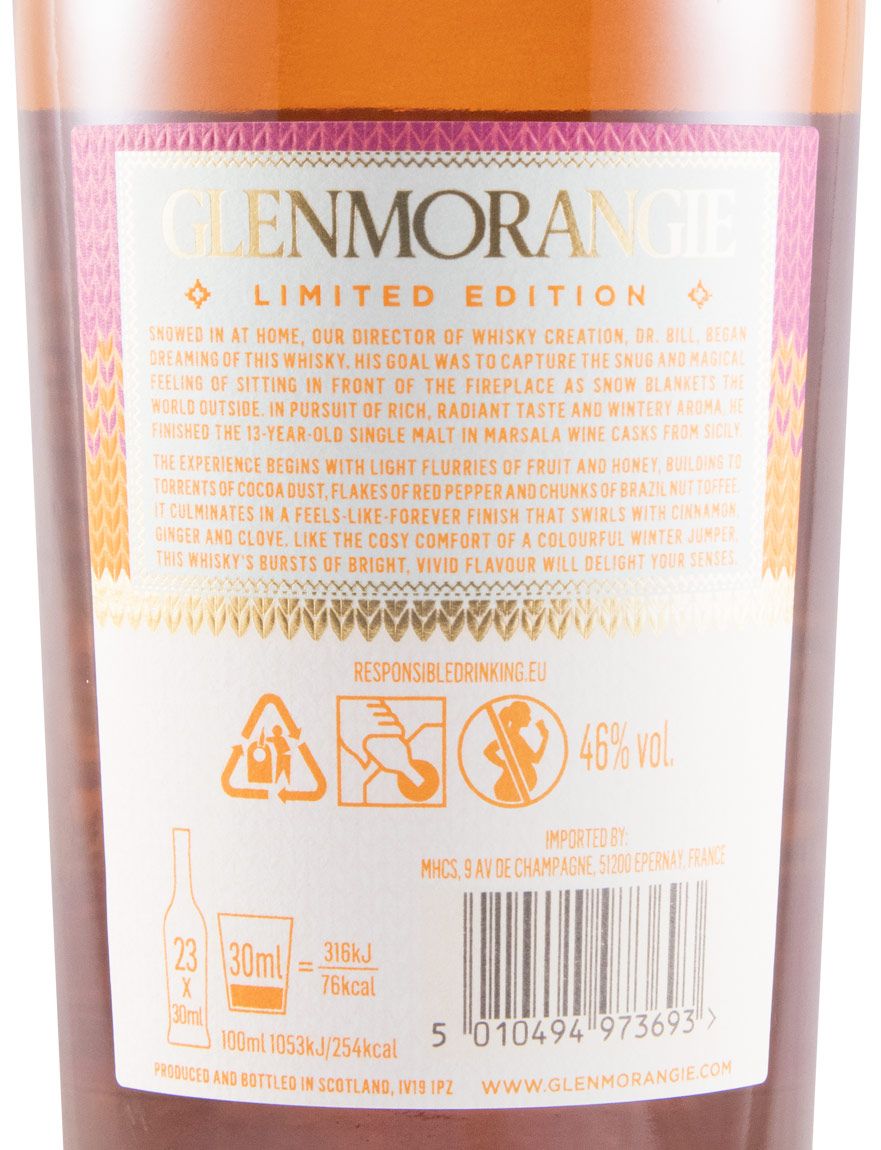 GLENMORANGIE
LIMITED EDITION
SNOWED IN AT HOME, OUR DIRECTOR OF WHISKY CREATION, DR. BILL, BEGAN
DREAMING OF THIS WHISKY. HIS GOAL WAS TO CAPTURE THE SNUG AND MAGICAL
FEELING OF SITTING IN FRONT OF THE FIREPLACE AS SNOW BLANKETS THE
WORLD OUTSIDE. IN PURSUIT OF RICH, RADIANT TASTE AND WINTERY AROMA, HE
FINISHED THE 13-YEAR-OLD SINGLE MALT IN MARSALA WINE CASKS FROM SICILY.
THE EXPERIENCE BEGINS WITH LIGHT FLURRIES OF FRUIT AND HONEY, BUILDING TO
TORRENTS OF COCOA DUST, FLAKES OF RED PEPPER AND CHUNKS OF BRAZIL NUT TOFFEE.
IT CULMINATES IN A FEELS-LIKE-FOREVER FINISH THAT SWIRLS WITH CINNAMON,
GINGER AND CLOVE. LIKE THE COSY COMFORT OF A COLOURFUL WINTER JUMPER,
THIS WHISKY'S BURSTS OF BRIGHT, VIVID FLAVOUR WILL DELIGHT YOUR SENSES.
RESPONSIBLEDRINKING.EU
46% vol.
IMPORTED BY:
MHCS, 9 AV DE CHAMPAGNE, 51200 EPERNAY, FRANCE
23
X
30ml
30ml = 316kJ
76kcal
100ml 1053kJ/254kcal
5 010494 973693 >
PRODUCED AND BOTTLED IN SCOTLAND, IV19 1PZ
WWW.GLENMORANGIE.COM